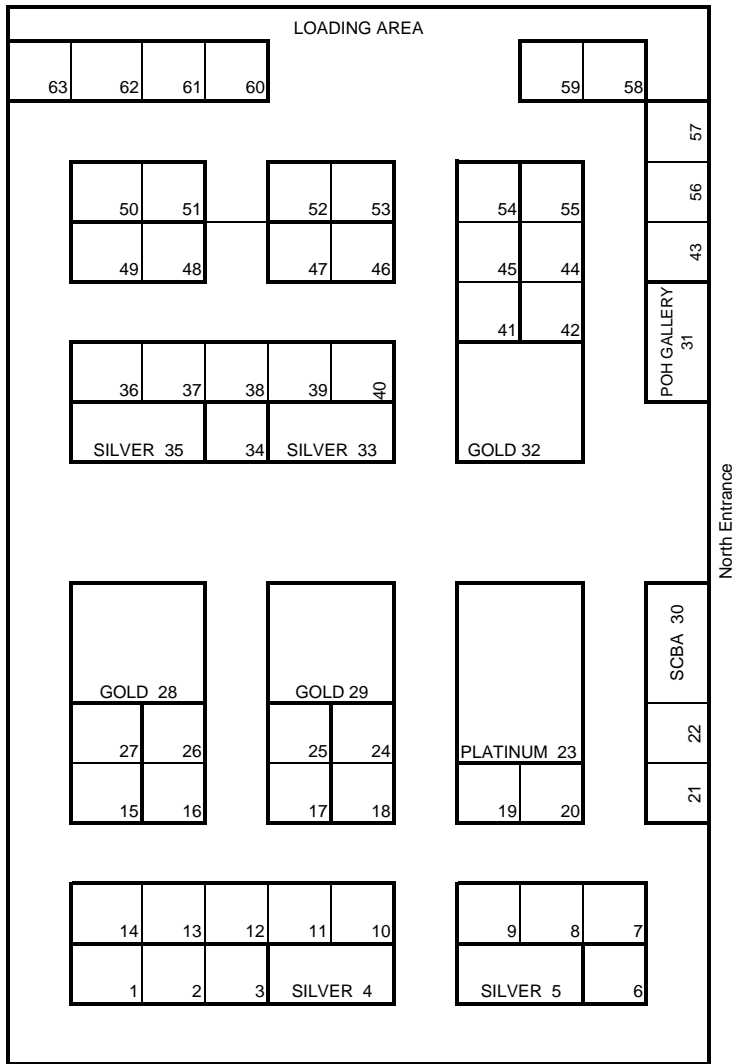 LOADING AREA
63 62 61 60 59 58
57
50 51 52 53 54 55 56
49 48 47 46 45 44 43
41 42
POH GALLERY
31
36 37 38 39 40
SILVER 35 34 SILVER 33 GOLD 32
North Entrance
SCBA 30
GOLD 28 GOLD 29
27 26 25 24 PLATINUM 23 22
15 16 17 18 19 20 21
14 13 12 11 10 9 8 7
1 2 3 SILVER 4 SILVER 5 6